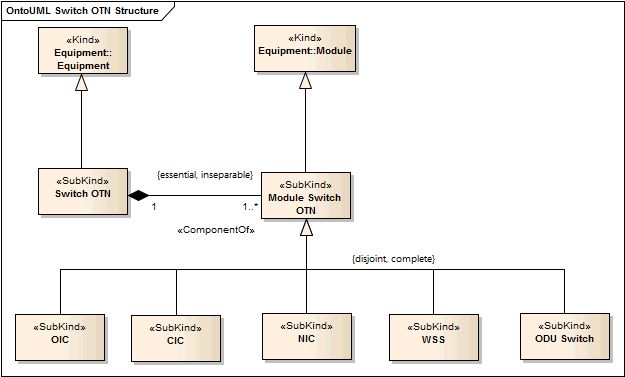 OntoUML Switch OTN Structure
«Kind»
Equipment::
Equipment
«Kind»
Equipment::Module
«SubKind»
Switch OTN
{essential, inseparable}
1
1..*
«ComponentOf»
«SubKind»
Module Switch
OTN
{disjoint, complete}
«SubKind»
OIC
«SubKind»
CIC
«SubKind»
NIC
«SubKind»
WSS
«SubKind»
ODU Switch